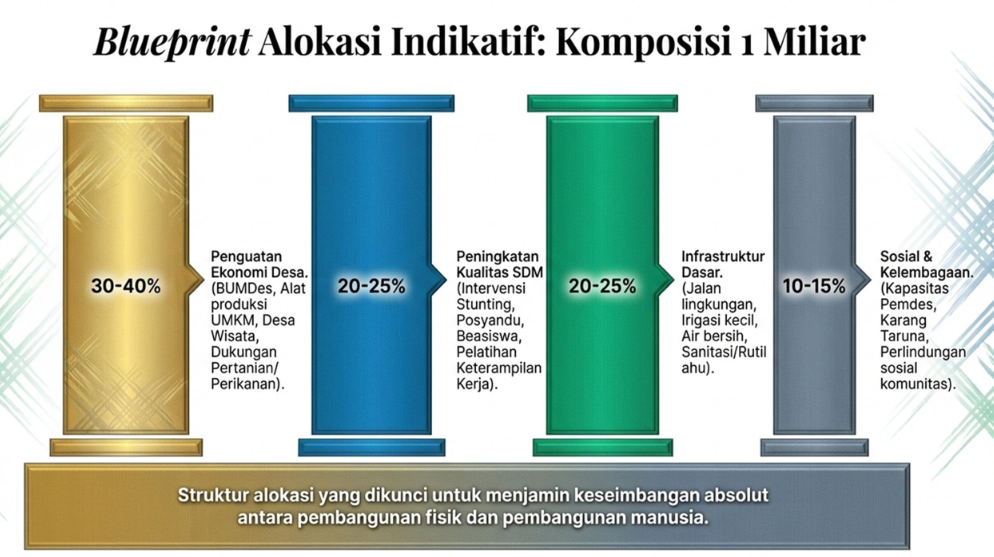 Blueprint Alokasi Indikatif: Komposisi 1 Miliar
30-40%
Penguatan
Ekonomi Desa.
(BUMDes, Alat
produksi
UMKM, Desa
Wisata,
Dukungan
Pertanian/
Perikanan).
20-25%
Peningkatan
Kualitas SDM
(Intervensi
Stunting,
Posyandu,
Beasiswa,
Pelatihan
Keterampilan
Kerja).
20-25%
Infrastruktur
Dasar.
(Jalan
lingkungan,
Irigasi kecil,
Air bersih,
Sanitasi/Rutil
ahu).
10-15%
Sosial &
Kelembagaan.
(Kapasitas
Pemdes,
Karang
Taruna,
Perlindungan
sosial
komunitas).
Struktur alokasi yang dikunci untuk menjamin keseimbangan absolut
antara pembangunan fisik dan pembangunan manusia.